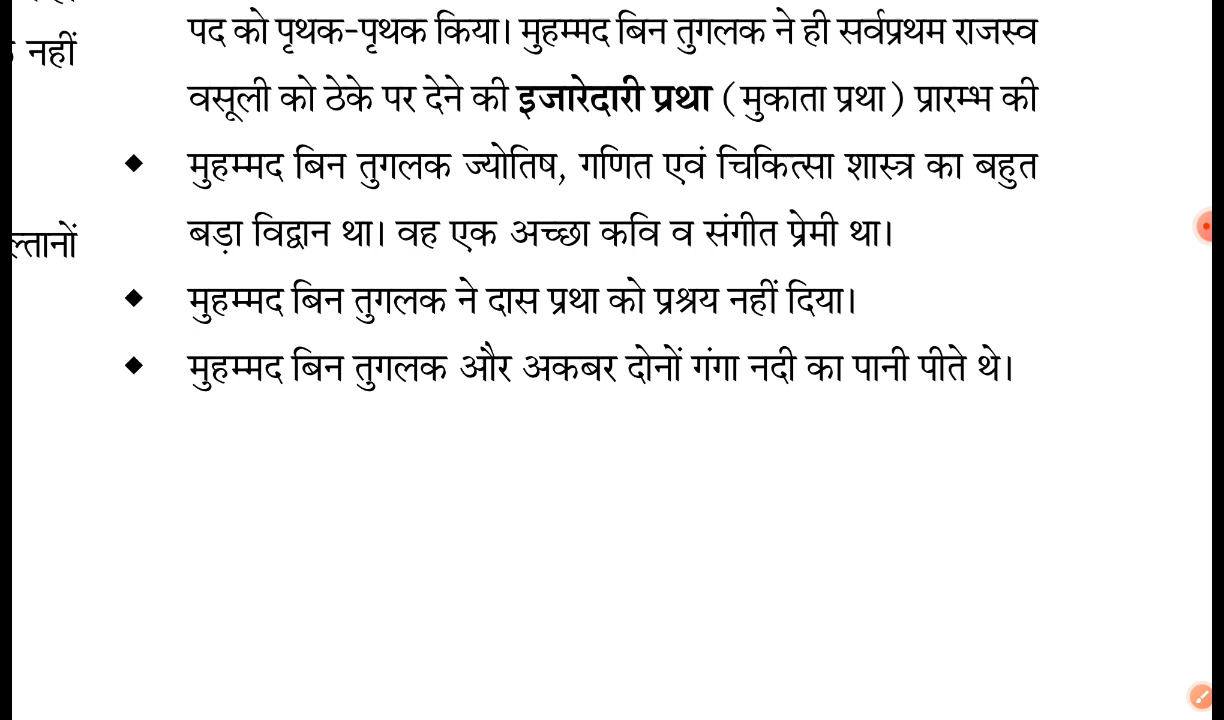 नहीं
ल्तानों
पद को पृथक-पृथक किया। मुहम्मद बिन तुगलक ने ही सर्वप्रथम राजस्व
वसूली को ठेके पर देने की इजारेदारी प्रथा (मुकाता प्रथा) प्रारम्भ की
◆ मुहम्मद बिन तुगलक ज्योतिष, गणित एवं चिकित्सा शास्त्र का बहुत
बड़ा विद्वान था। वह एक अच्छा कवि व संगीत प्रेमी था।
◆ मुहम्मद बिन तुगलक ने दास प्रथा को प्रश्रय नहीं दिया।
◆ मुहम्मद बिन तुगलक और अकबर दोनों गंगा नदी का पानी पीते थे।